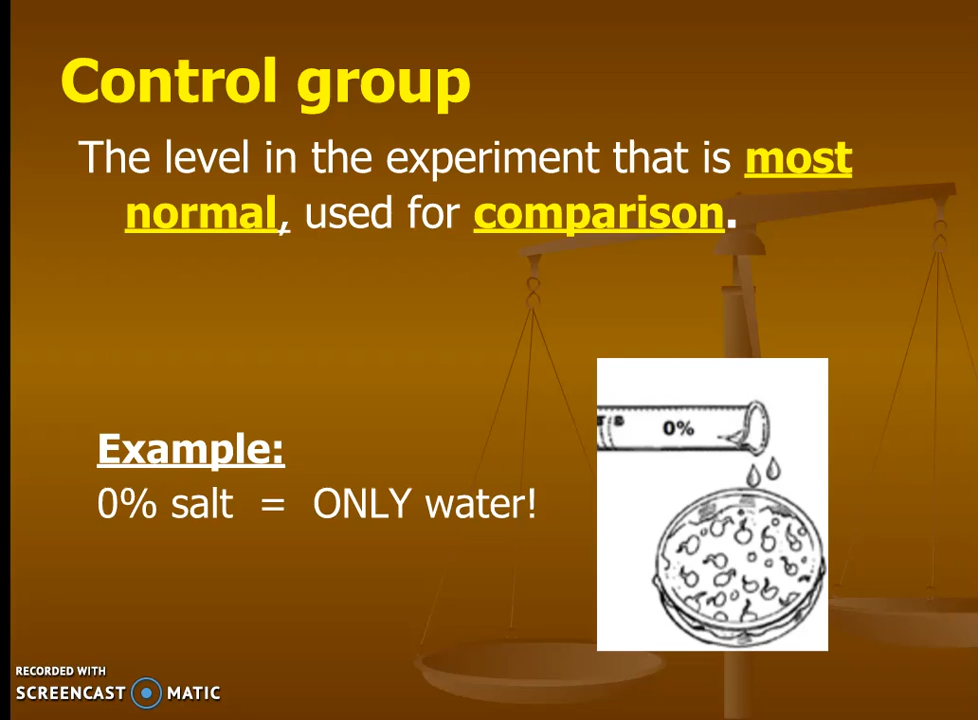 Control group
The level in the experiment that is most
normal, used for comparison.
Example:
0% salt = ONLY water!
0%
RECORDED WITH
SCREENCAST MATIC